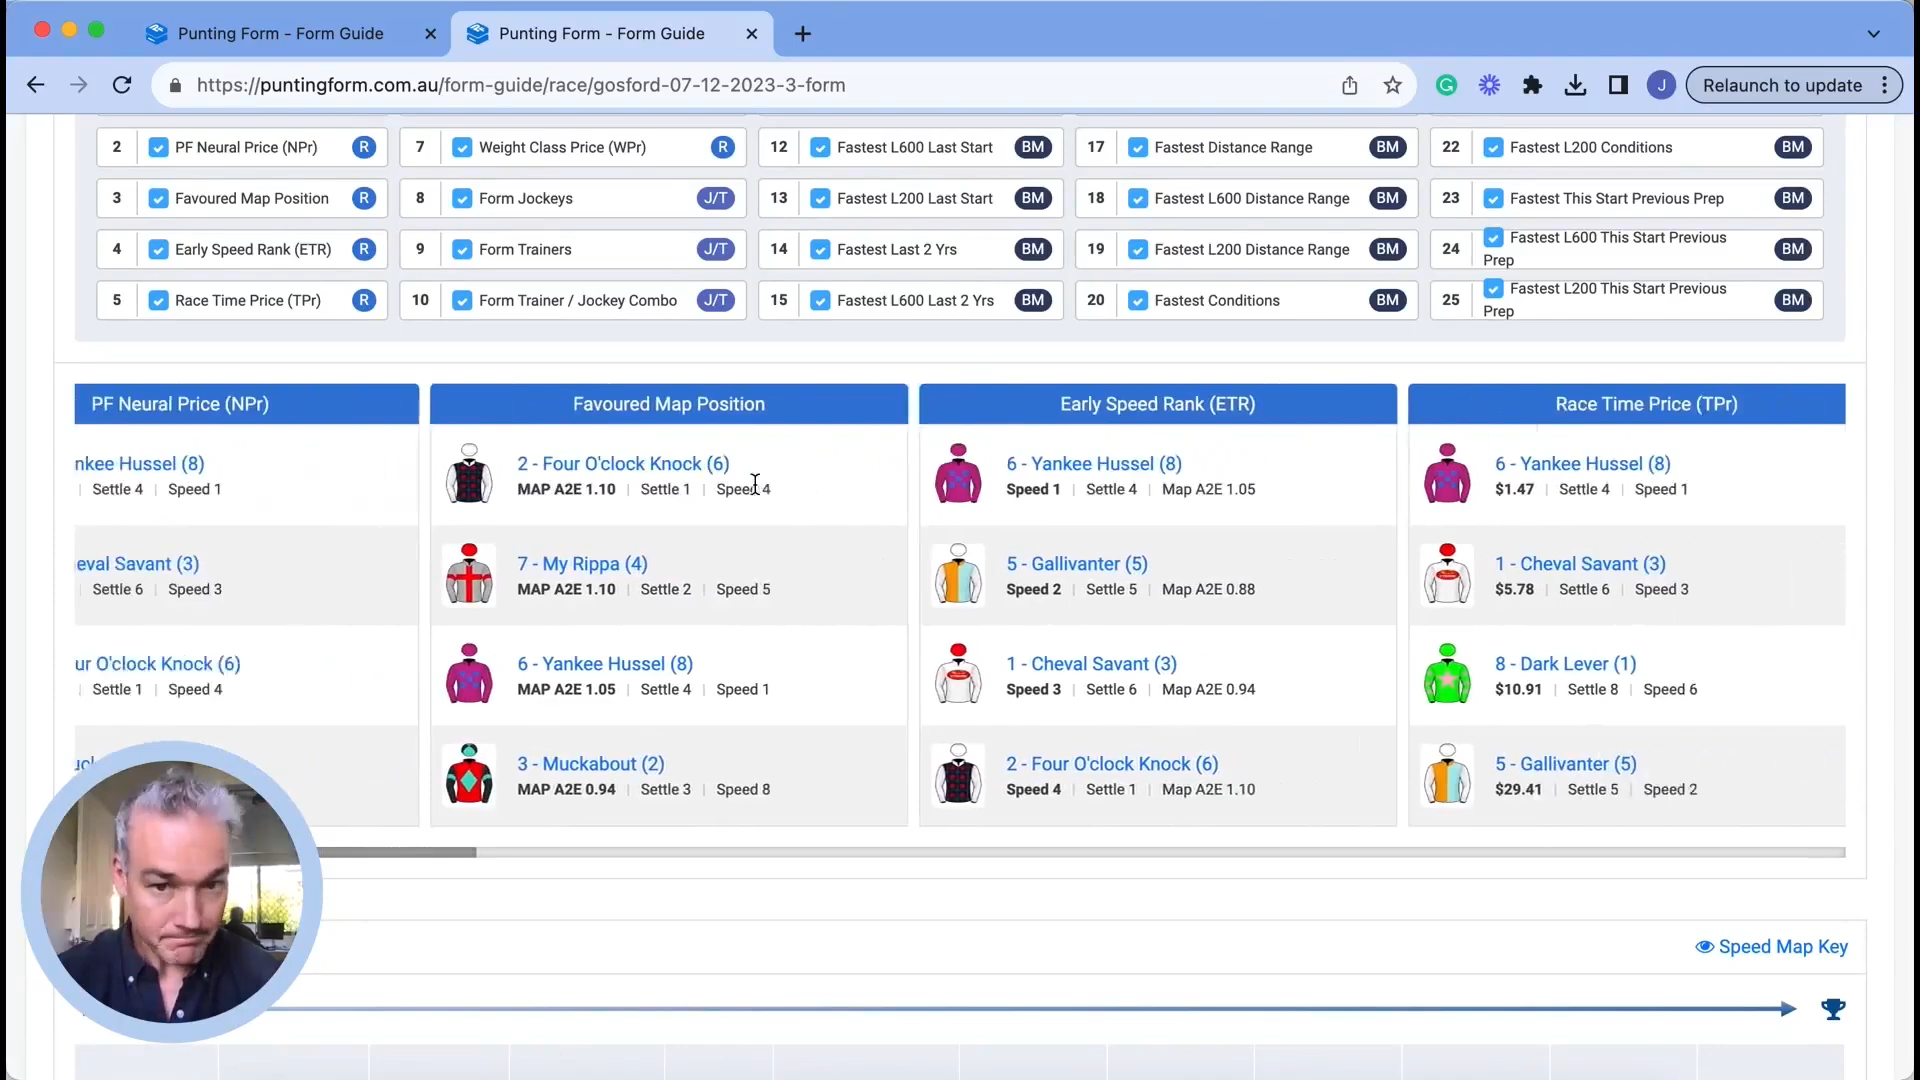 Punting Form - Form Guide
Punting Form - Form Guide
https://puntingform.com.au/form-guide/race/gosford-07-12-2023-3-form
J
Relaunch to update
2 PF Neural Price (NPr) R
7 Weight Class Price (WPr) R
12 Fastest L600 Last Start BM
17 Fastest Distance Range BM
22 Fastest L200 Conditions BM
3 Favoured Map Position R
8 Form Jockeys J/T
13 Fastest L200 Last Start BM
18 Fastest L600 Distance Range BM
23 Fastest This Start Previous Prep BM
4 Early Speed Rank (ETR) R
9 Form Trainers J/T
14 Fastest Last 2 Yrs BM
19 Fastest L200 Distance Range BM
24 Fastest L600 This Start Previous BM
Prep
5 Race Time Price (TPr) R
10 Form Trainer / Jockey Combo J/T
15 Fastest L600 Last 2 Yrs BM
20 Fastest Conditions BM
25 Fastest L200 This Start Previous BM
Prep
PF Neural Price (NPr)
nkee Hussel (8)
Settle 4 | Speed 1
eval Savant (3)
Settle 6 | Speed 3
ur O'clock Knock (6)
Settle 1 | Speed 4
Favoured Map Position
2 - Four O'clock Knock (6)
MAP A2E 1.10 | Settle 1 | Speed 4
7 - My Rippa (4)
MAP A2E 1.10 | Settle 2 | Speed 5
6 - Yankee Hussel (8)
MAP A2E 1.05 | Settle 4 | Speed 1
3 - Muckabout (2)
MAP A2E 0.94 | Settle 3 | Speed 8
Early Speed Rank (ETR)
6 - Yankee Hussel (8)
Speed 1 | Settle 4 | Map A2E 1.05
5 - Gallivanter (5)
Speed 2 | Settle 5 | Map A2E 0.88
1 - Cheval Savant (3)
Speed 3 | Settle 6 | Map A2E 0.94
2 - Four O'clock Knock (6)
Speed 4 | Settle 1 | Map A2E 1.10
Race Time Price (TPr)
6 - Yankee Hussel (8)
$1.47 | Settle 4 | Speed 1
1 - Cheval Savant (3)
$5.78 | Settle 6 | Speed 3
8 - Dark Lever (1)
$10.91 | Settle 8 | Speed 6
5 - Gallivanter (5)
$29.41 | Settle 5 | Speed 2
Speed Map Key